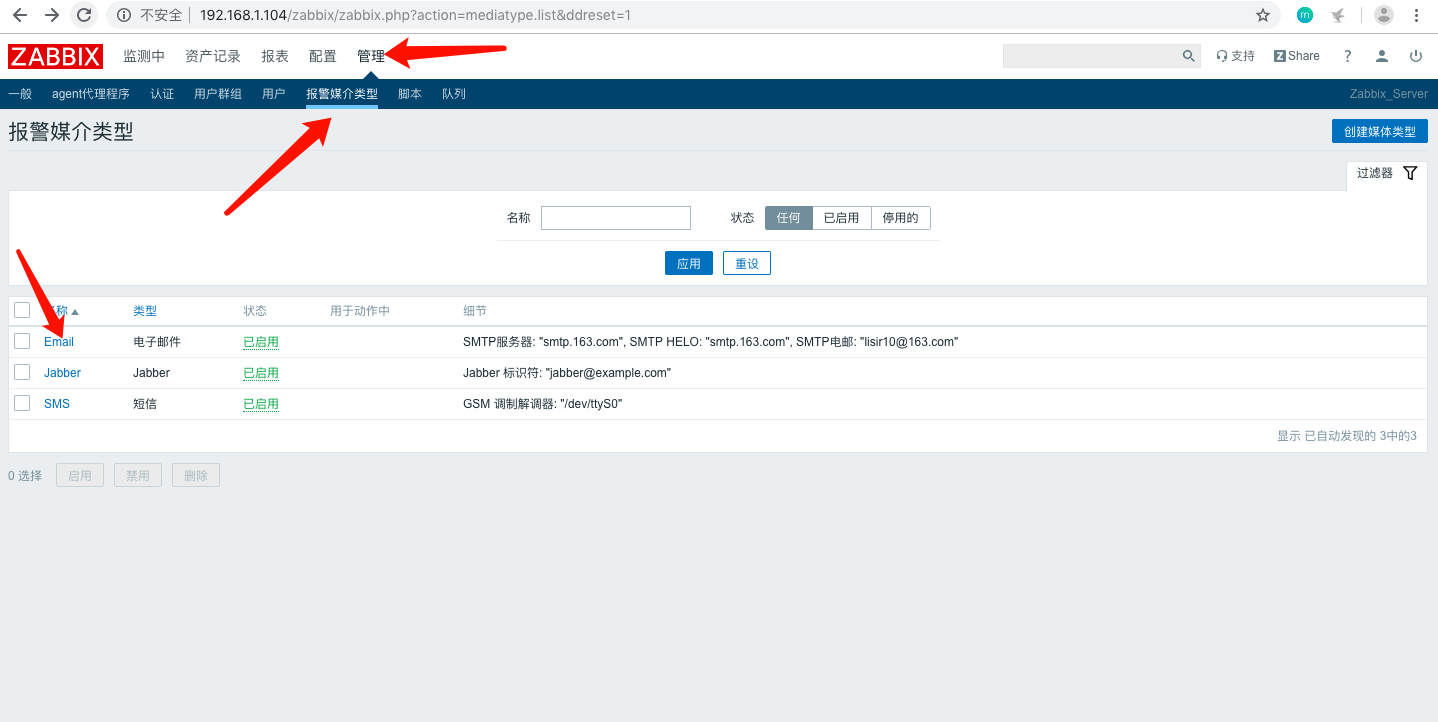 不安全 192.168.1.104/zabbix/zabbix.php?action=mediatype.list&ddreset=1 m
ZABBIX 监测中 资产记录 报表 配置 管理 支持 Z Share ?
一般 agent代理程序 认证 用户群组 用户 报警媒介类型 脚本 队列 Zabbix_Server
报警媒介类型 创建媒体类型
过滤器
名称 状态 任何 已启用 停用的
应用 重设
称 类型 状态 用于动作中 细节
Email 电子邮件 已启用 SMTP服务器: "smtp.163.com", SMTP HELO: "smtp.163.com", SMTP电邮: "lisir10@163.com"
Jabber Jabber 已启用 Jabber 标识符: "jabber@example.com"
SMS 短信 已启用 GSM 调制解调器: "/dev/ttyS0"
显示 已自动发现的 3中的3
0 选择 启用 禁用 删除